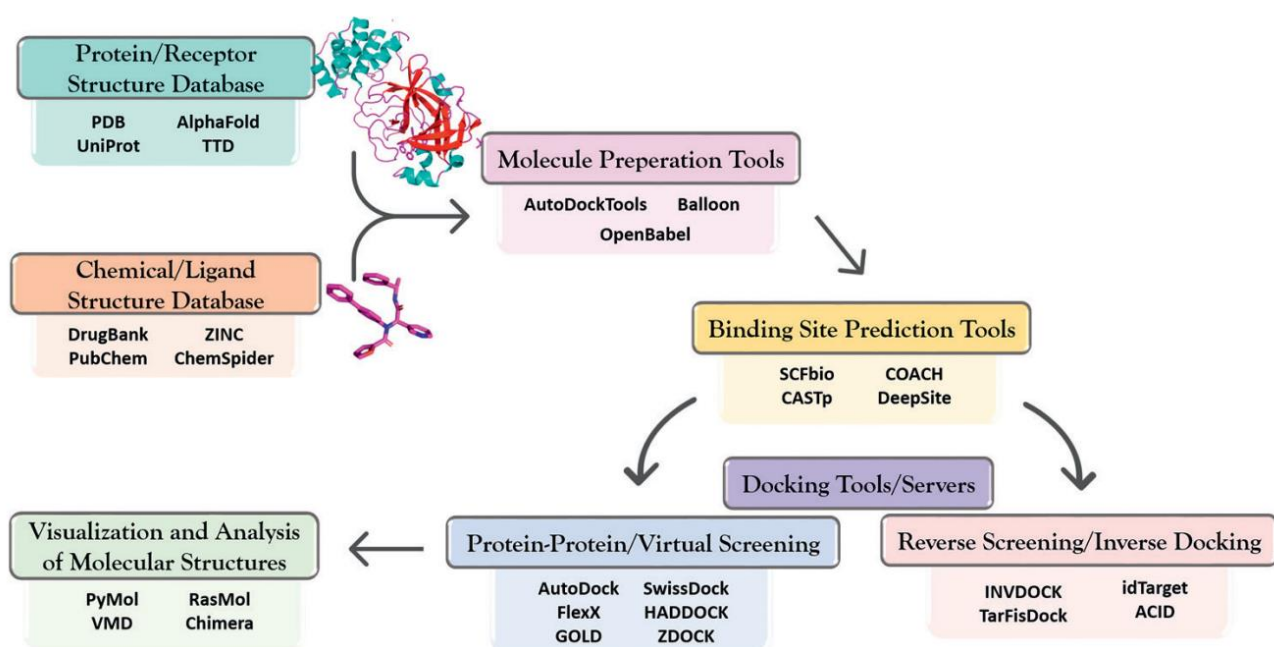 Protein/Receptor
Structure Database
PDB AlphaFold
UniProt TTD
Molecule Preperation Tools
AutoDockTools Balloon
OpenBabel
Chemical/Ligand
Structure Database
DrugBank ZINC
PubChem ChemSpider
Binding Site Prediction Tools
SCFbio COACH
CASTp DeepSite
Docking Tools/Servers
Protein-Protein/Virtual Screening
AutoDock SwissDock
FlexX HADDOCK
GOLD ZDOCK
Reverse Screening/Inverse Docking
INVDOCK idTarget
TarFisDock ACID
Visualization and Analysis
of Molecular Structures
PyMol RasMol
VMD Chimera